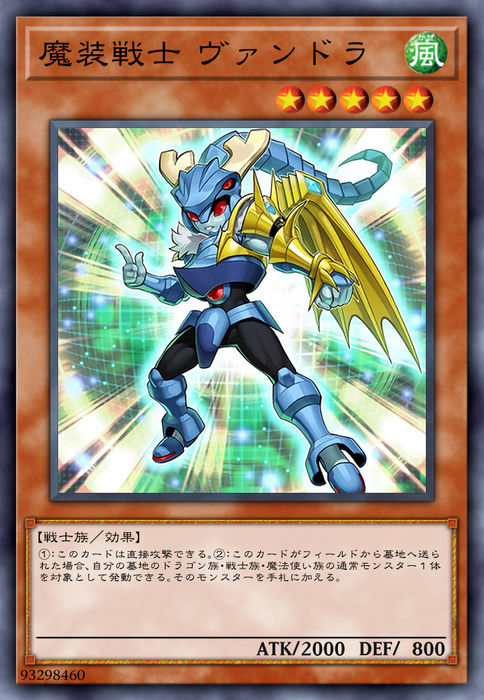 魔装戦士 ヴァンドラ
かぜ
風
【戦士族／効果】
①:このカードは直接攻撃できる。②:このカードがフィールドから墓地へ送ら
れた場合、自分の墓地のドラゴン族・戦士族・魔法使い族の通常モンスター１体
を対象として発動できる。そのモンスターを手札に加える。
ATK/2000 DEF/ 800
93298460